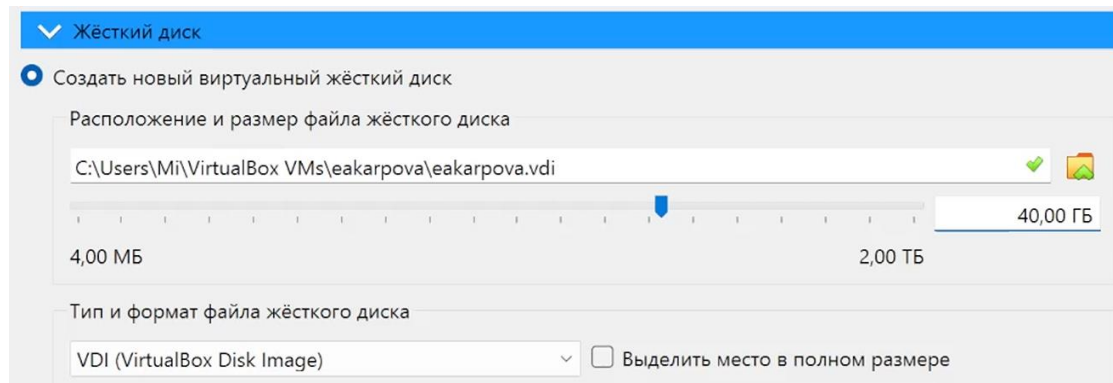 Жёсткий диск
Создать новый виртуальный жёсткий диск
Расположение и размер файла жёсткого диска
C:\Users\Mi\VirtualBox VMs\eakarpova\eakarpova.vdi
40,00 ГБ
4,00 МБ 2,00 ТБ
Тип и формат файла жёсткого диска
VDI (VirtualBox Disk Image) Выделить место в полном размере